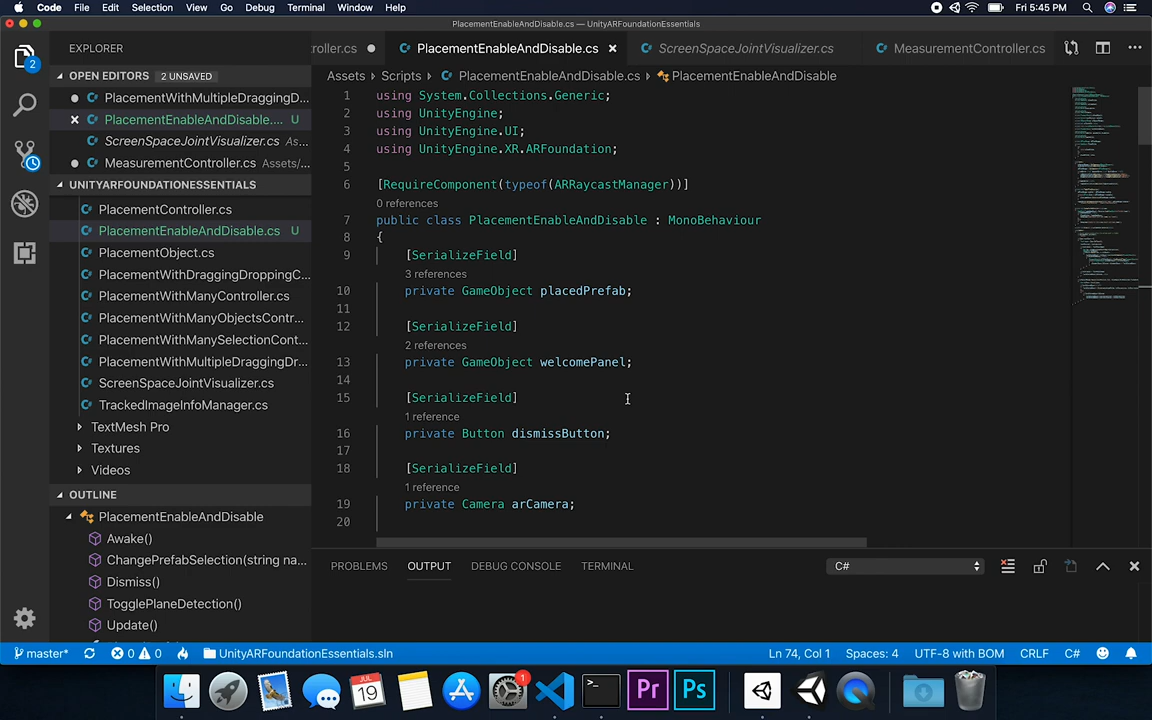 Code File Edit Selection View Go Debug Terminal Window Help
Fri 5:45 PM
PlacementEnableAndDisable.cs — UnityARFoundationEssentials
EXPLORER
OPEN EDITORS 2 UNSAVED
PlacementWithMultipleDraggingD...
PlacementEnableAndDisable.... U
ScreenSpaceJointVisualizer.cs As...
MeasurementController.cs Assets/...
UNITYARFOUNDATIONESSENTIALS
PlacementController.cs
PlacementEnableAndDisable.cs U
PlacementObject.cs
PlacementWithDraggingDroppingC...
PlacementWithManyController.cs
PlacementWithManyObjectsContr...
PlacementWithManySelectionCont...
PlacementWithMultipleDraggingDr...
ScreenSpaceJointVisualizer.cs
TrackedImageInfoManager.cs
TextMesh Pro
Textures
Videos
OUTLINE
PlacementEnableAndDisable
Awake()
ChangePrefabSelection(string na...
Dismiss()
TogglePlaneDetection()
Update()
roller.cs PlacementEnableAndDisable.cs ScreenSpaceJointVisualizer.cs MeasurementController.cs
Assets Scripts PlacementEnableAndDisable.cs PlacementEnableAndDisable
1 using System.Collections.Generic;
2 using UnityEngine;
3 using UnityEngine.UI;
4 using UnityEngine.XR.ARFoundation;
5
6 [RequireComponent(typeof(ARRaycastManager))]
0 references
7 public class PlacementEnableAndDisable : MonoBehaviour
8 {
9 [SerializeField]
3 references
10 private GameObject placedPrefab;
11
12 [SerializeField]
2 references
13 private GameObject welcomePanel;
14
15 [SerializeField]
1 reference
16 private Button dismissButton;
17
18 [SerializeField]
1 reference
19 private Camera arCamera;
20
PROBLEMS OUTPUT DEBUG CONSOLE TERMINAL C#
master* 0 0 UnityARFoundationEssentials.sln Ln 74, Col 1 Spaces: 4 UTF-8 with BOM CRLF C#
2
JUL
19
1
Pr
Ps